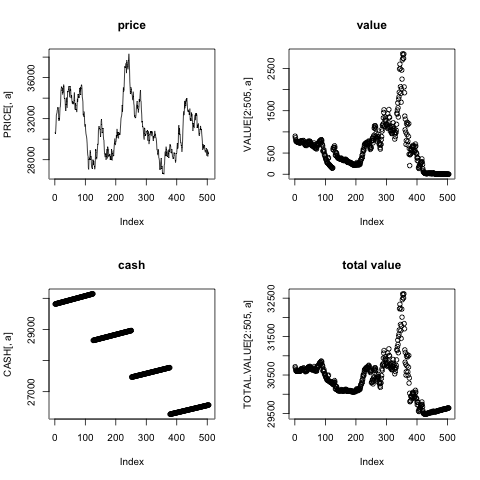 price
PRICE[, a]
28000 32000 36000
0 100 200 300 400 500
Index
value
VALUE[2:505, a]
0 500 1500 2500
0 100 200 300 400 500
Index
cash
CASH[, a]
27000 29000
0 100 200 300 400 500
Index
total value
TOTAL.VALUE[2:505, a]
29500 30500 31500 32500
0 100 200 300 400 500
Index